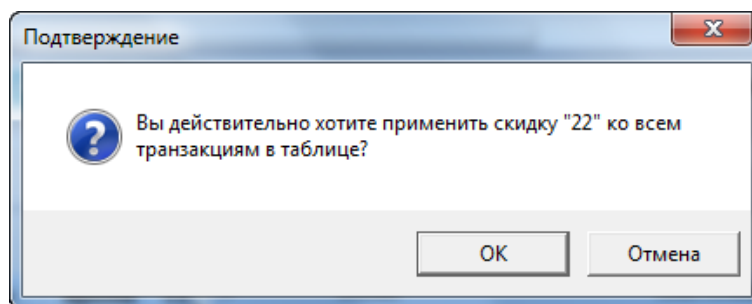 Подтверждение
Вы действительно хотите применить скидку "22" ко всем
транзакциям в таблице?
OK
Отмена